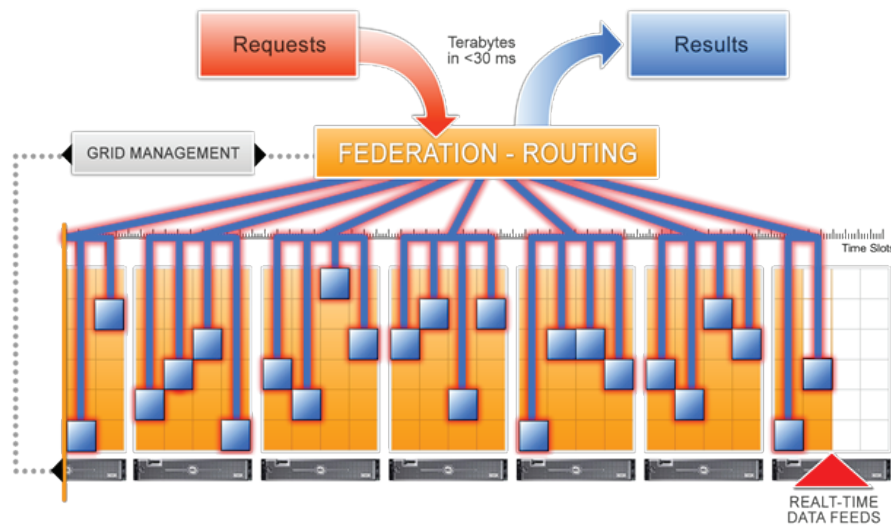 Requests
Terabytes
in <30 ms
Results
GRID MANAGEMENT
FEDERATION - ROUTING
Time Slots
REALT-TIME
DATA FEEDS